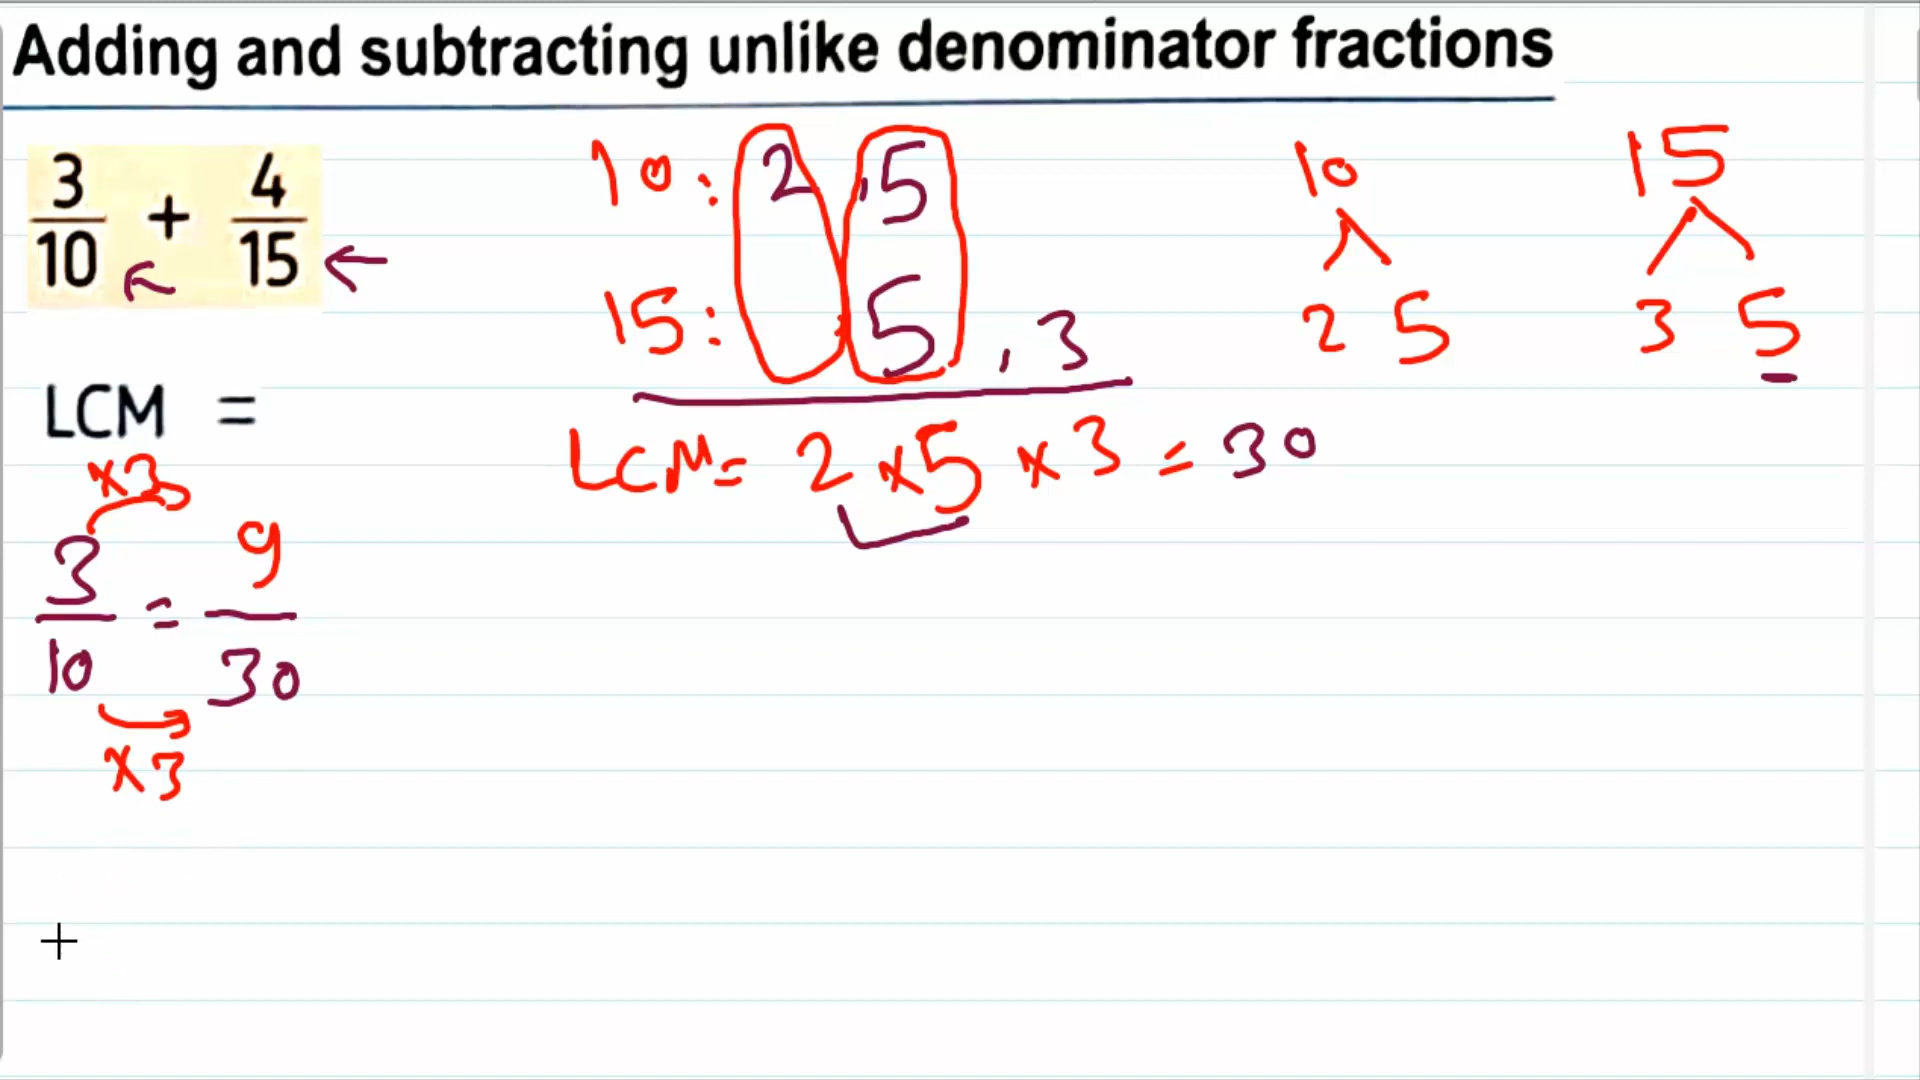 Adding and subtracting unlike denominator fractions
3/10 + 4/15
LCM =
×3
3/10 = 9/30
×3
10: 2, 5
15: 5, 3
LCM = 2 × 5 × 3 = 30
10
2 5
15
3 5